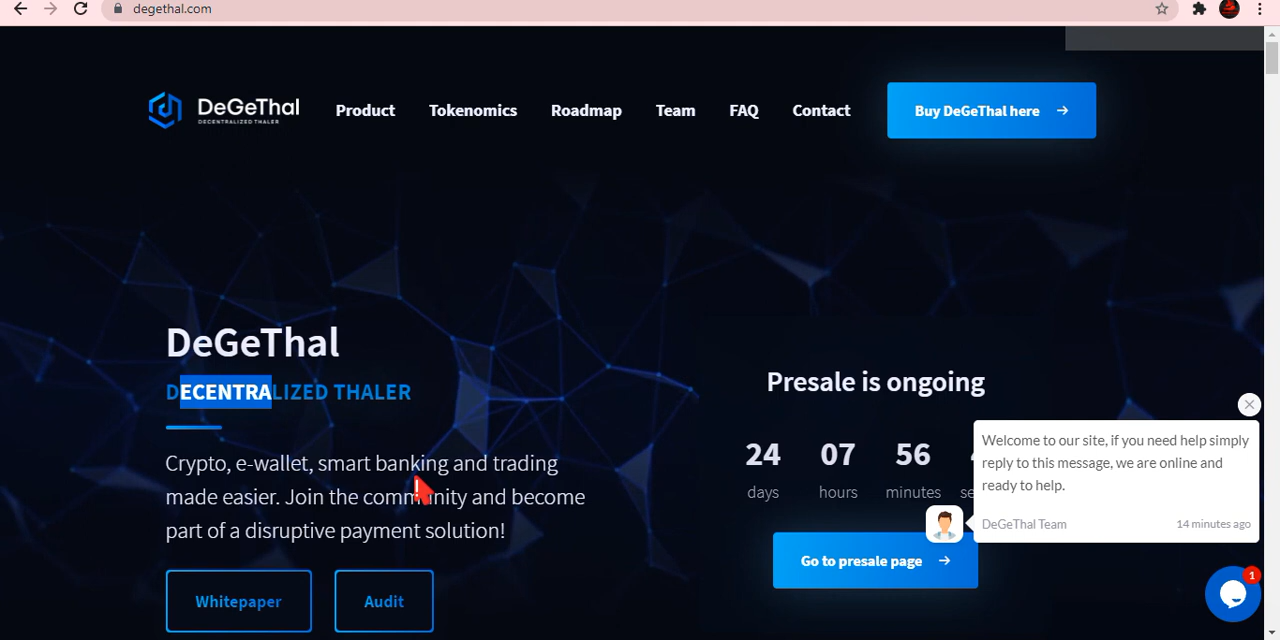 degethal.com
DeGeThal
DECENTRALIZED THALER
Product
Tokenomics
Roadmap
Team
FAQ
Contact
Buy DeGeThal here
DeGeThal
DECENTRALIZED THALER
Crypto, e-wallet, smart banking and trading
made easier. Join the community and become
part of a disruptive payment solution!
Whitepaper
Audit
Presale is ongoing
24
07
56
days
hours
minutes
Go to presale page
Welcome to our site, if you need help simply
reply to this message, we are online and
ready to help.
DeGeThal Team
14 minutes ago
1